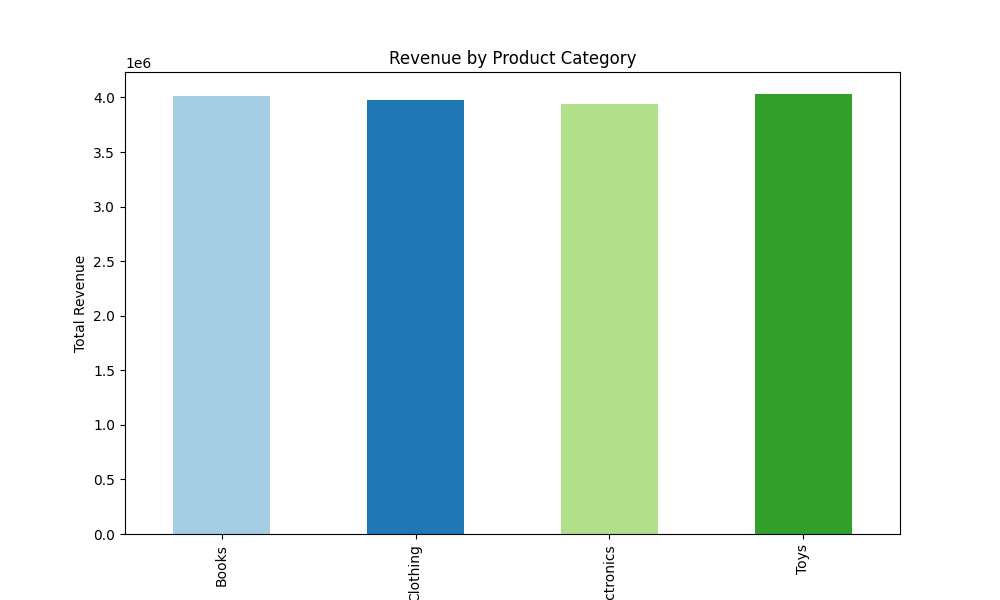 Revenue by Product Category
1e6
4.0
3.5
3.0
2.5
2.0
1.5
1.0
0.5
0.0
Total Revenue
Books
Clothing
ctronics
Toys